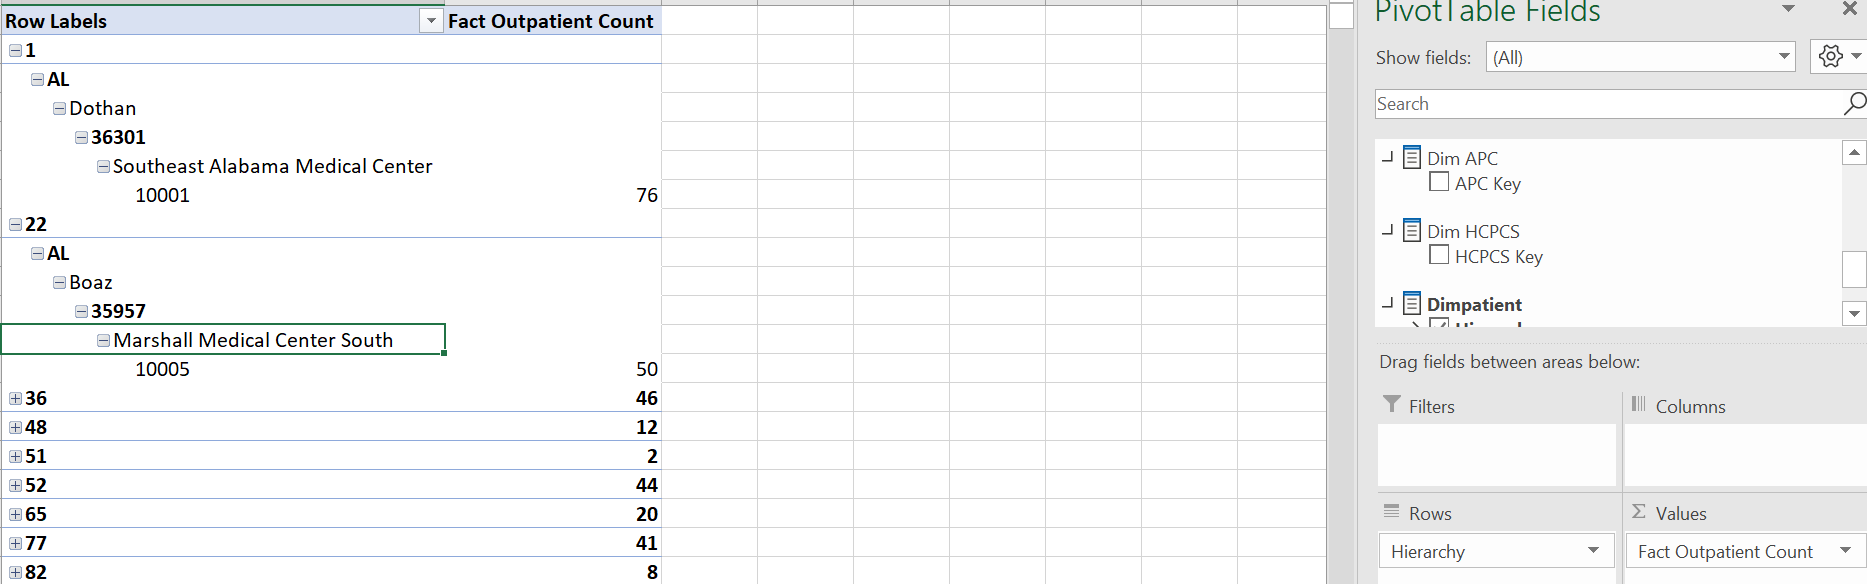 Row Labels Fact Outpatient Count
1
AL
Dothan
36301
Southeast Alabama Medical Center
10001 76
22
AL
Boaz
35957
Marshall Medical Center South
10005 50
36 46
48 12
51 2
52 44
65 20
77 41
82 8
PivotTable Fields
Show fields: (All)
Search
Dim APC
APC Key
Dim HCPCS
HCPCS Key
Dimpatient
Drag fields between areas below:
Filters
Columns
Rows
Σ Values
Hierarchy
Fact Outpatient Count